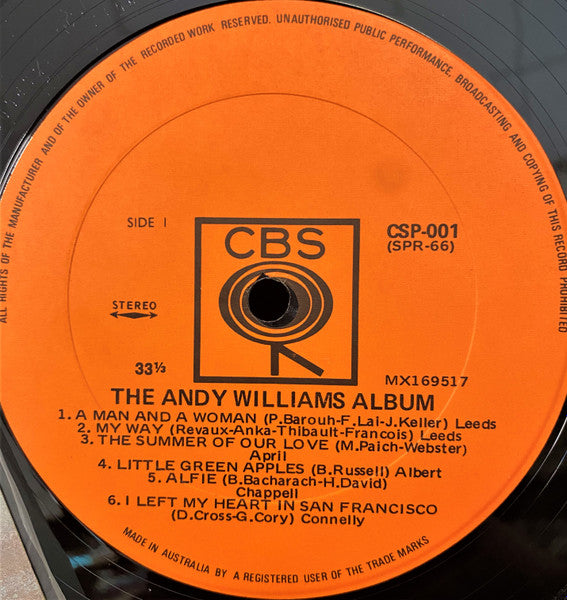 ALL RIGHTS OF THE MANUFACTURER AND OF THE OWNER OF THE RECORDED WORK RESERVED. UNAUTHORISED PUBLIC PERFORMANCE, BROADCASTING AND COPYING OF THIS RECORD PROHIBITED
SIDE 1
CBS
CSP-001
(SPR-66)
STEREO
33⅓
MX169517
THE ANDY WILLIAMS ALBUM
1. A MAN AND A WOMAN (P.Barouh-F.Lai-J.Keller) Leeds
2. MY WAY (Revaux-Anka-Thibault-Francois) Leeds
3. THE SUMMER OF OUR LOVE (M.Paich-Webster)
April
4. LITTLE GREEN APPLES (B.Russell) Albert
5. ALFIE (B.Bacharach-H.David)
Chappell
6. I LEFT MY HEART IN SAN FRANCISCO
(D.Cross-G.Cory) Connelly
MADE IN AUSTRALIA BY A REGISTERED USER OF THE TRADE MARKS